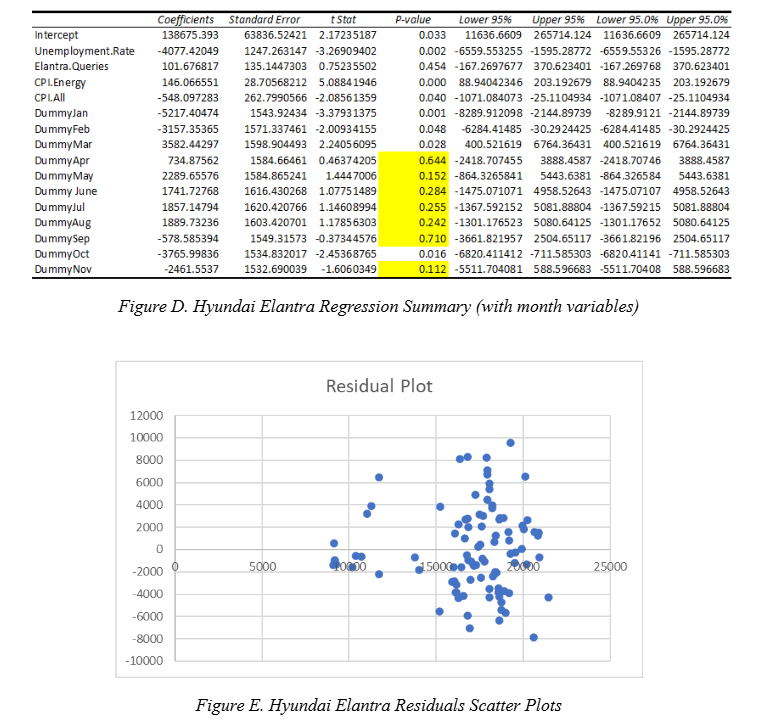 Coefficients Standard Error t Stat P-value Lower 95% Upper 95% Lower 95.0% Upper 95.0%
Intercept 138675.393 63836.52421 2.17235187 0.033 11636.6609 265714.124 11636.6609 265714.124
Unemployment.Rate -4077.42049 1247.263147 -3.26909402 0.002 -6559.553255 -1595.28772 -6559.55326 -1595.28772
Elantra.Queries 101.676817 135.1447303 0.75235502 0.454 -167.2697677 370.623401 -167.269768 370.623401
CPI.Energy 146.066551 28.70568212 5.08841946 0.000 88.94042346 203.192679 88.9404235 203.192679
CPI.All -548.097283 262.7990566 -2.08561359 0.040 -1071.084073 -25.1104934 -1071.08407 -25.1104934
DummyJan -5217.40474 1543.92434 -3.37931375 0.001 -8289.912098 -2144.89739 -8289.9121 -2144.89739
DummyFeb -3157.35365 1571.337461 -2.00934155 0.048 -6284.41485 -30.2924425 -6284.41485 -30.2924425
DummyMar 3582.44297 1598.904493 2.24056095 0.028 400.521619 6764.36431 400.521619 6764.36431
DummyApr 734.87562 1584.66461 0.46374205 0.644 -2418.707455 3888.4587 -2418.70746 3888.4587
DummyMay 2289.65576 1584.865241 1.4447006 0.152 -864.3265841 5443.6381 -864.326584 5443.6381
Dummy June 1741.72768 1616.430268 1.07751489 0.284 -1475.071071 4958.52643 -1475.07107 4958.52643
DummyJul 1857.14794 1620.420766 1.14608994 0.255 -1367.592152 5081.88804 -1367.59215 5081.88804
DummyAug 1889.73236 1603.420701 1.17856303 0.242 -1301.176523 5080.64125 -1301.17652 5080.64125
DummySep -578.585394 1549.31573 -0.37344576 0.710 -3661.821957 2504.65117 -3661.82196 2504.65117
DummyOct -3765.99836 1534.832017 -2.45368765 0.016 -6820.411412 -711.585303 -6820.41141 -711.585303
DummyNov -2461.5537 1532.690039 -1.6060349 0.112 -5511.704081 588.596683 -5511.70408 588.596683
Figure D. Hyundai Elantra Regression Summary (with month variables)
Residual Plot
12000
10000
8000
6000
4000
2000
0
0 5000 10000 15000 20000 25000
-2000
-4000
-6000
-8000
-10000
Figure E. Hyundai Elantra Residuals Scatter Plots